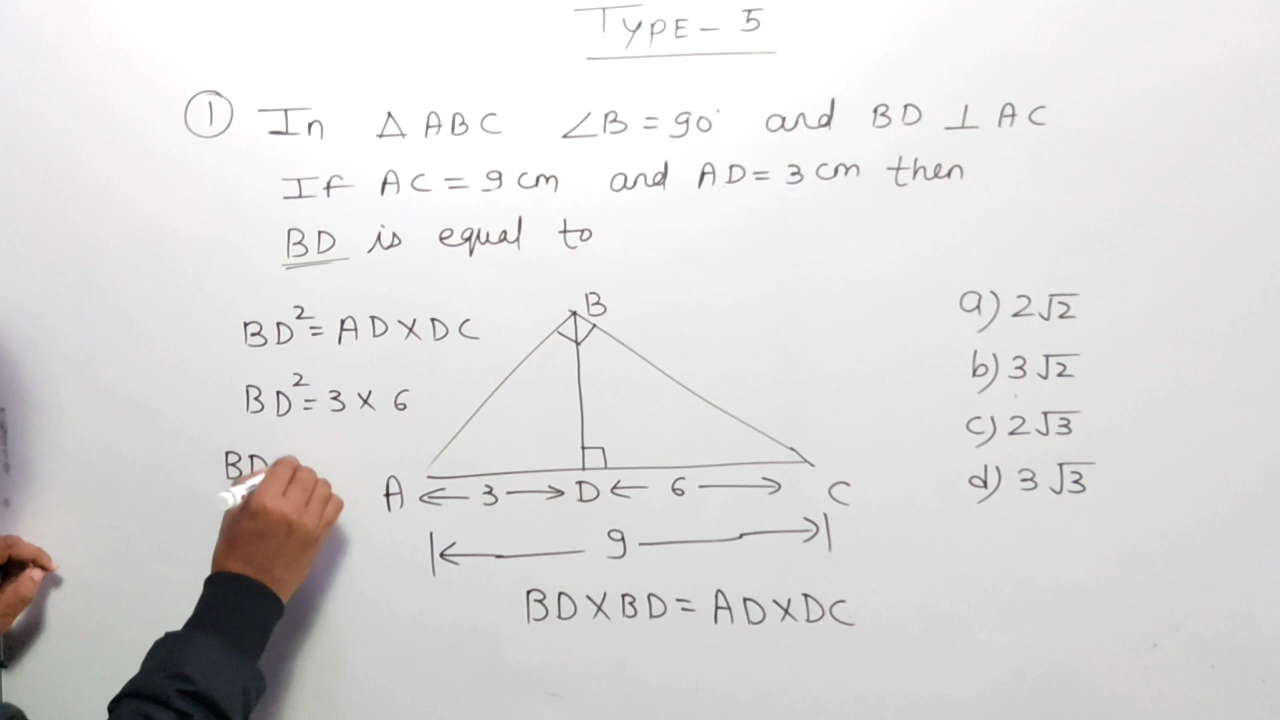 TYPE - 5
① In △ ABC ∠B = 90° and BD ⊥ AC
If AC = 9 cm and AD = 3 cm then
BD is equal to
BD² = AD X DC
BD² = 3 X 6
BD
B
A ← 3 → D ← 6 → C
|← 9 →|
BD X BD = AD X DC
a) 2√2
b) 3√2
c) 2√3
d) 3√3